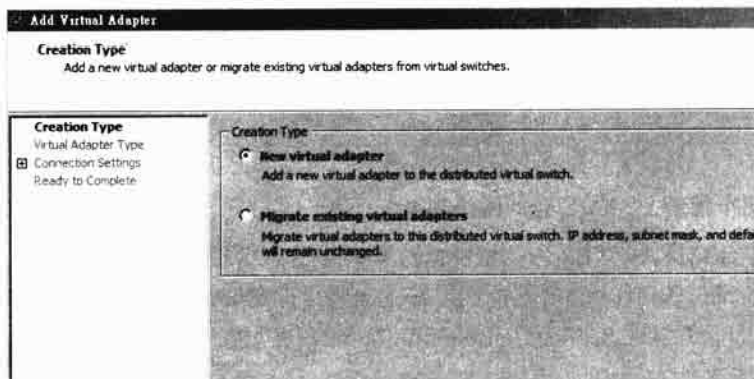 Add Virtual Adapter
Creation Type
Add a new virtual adapter or migrate existing virtual adapters from virtual switches.
Creation Type
Virtual Adapter Type
Connection Settings
Ready to Complete
Creation Type
New virtual adapter
Add a new virtual adapter to the distributed virtual switch.
Migrate existing virtual adapters
Migrate virtual adapters to this distributed virtual switch. IP address, subnet mask, and defa
will remain unchanged.